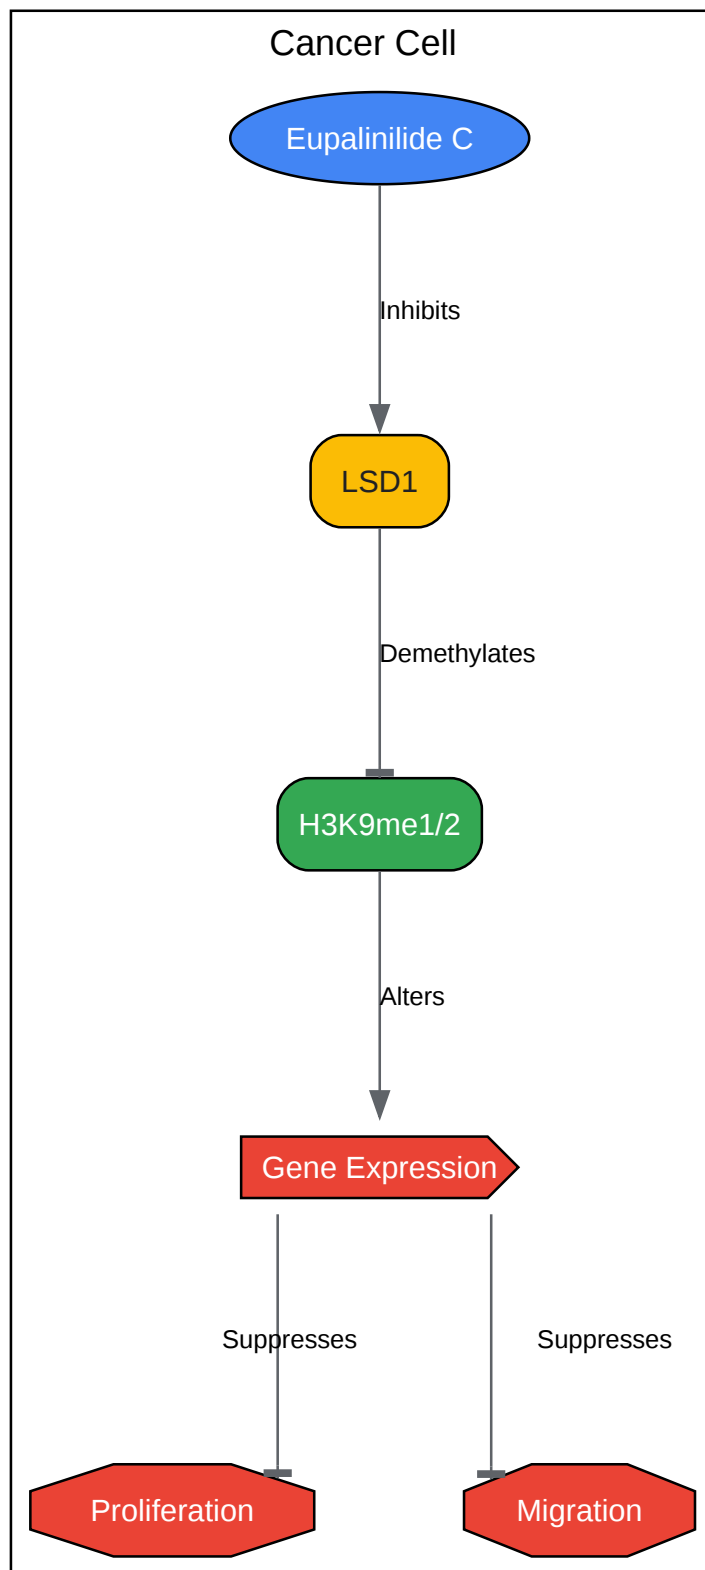 Cancer Cell
Eupalinilide C
Inhibits
LSD1
Demethylates
H3K9me1/2
Alters
Gene Expression
Suppresses
Suppresses
Proliferation
Migration